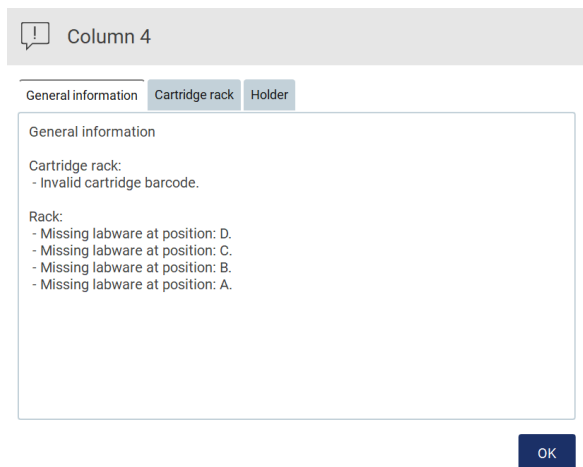 Column 4
General information Cartridge rack Holder
General information
Cartridge rack:
- Invalid cartridge barcode.
Rack:
- Missing labware at position: D.
- Missing labware at position: C.
- Missing labware at position: B.
- Missing labware at position: A.
OK